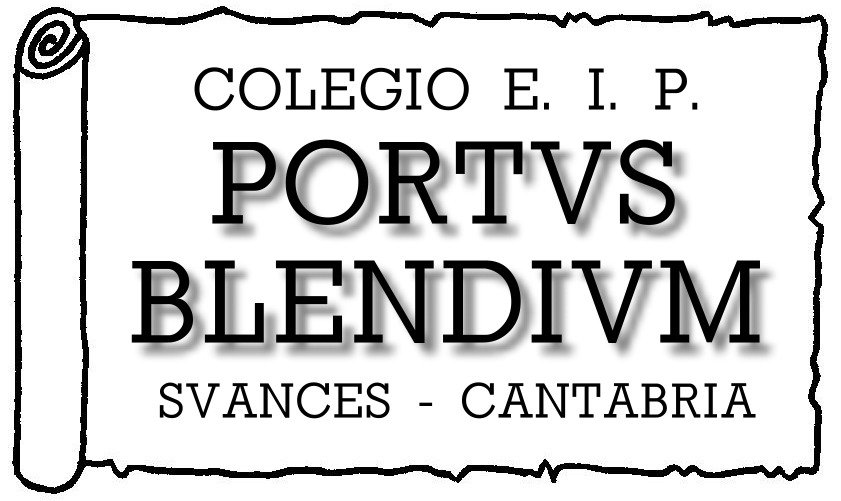 COLEGIO E. I. P.
PORTVS
BLENDIVM
SVANCES - CANTABRIA